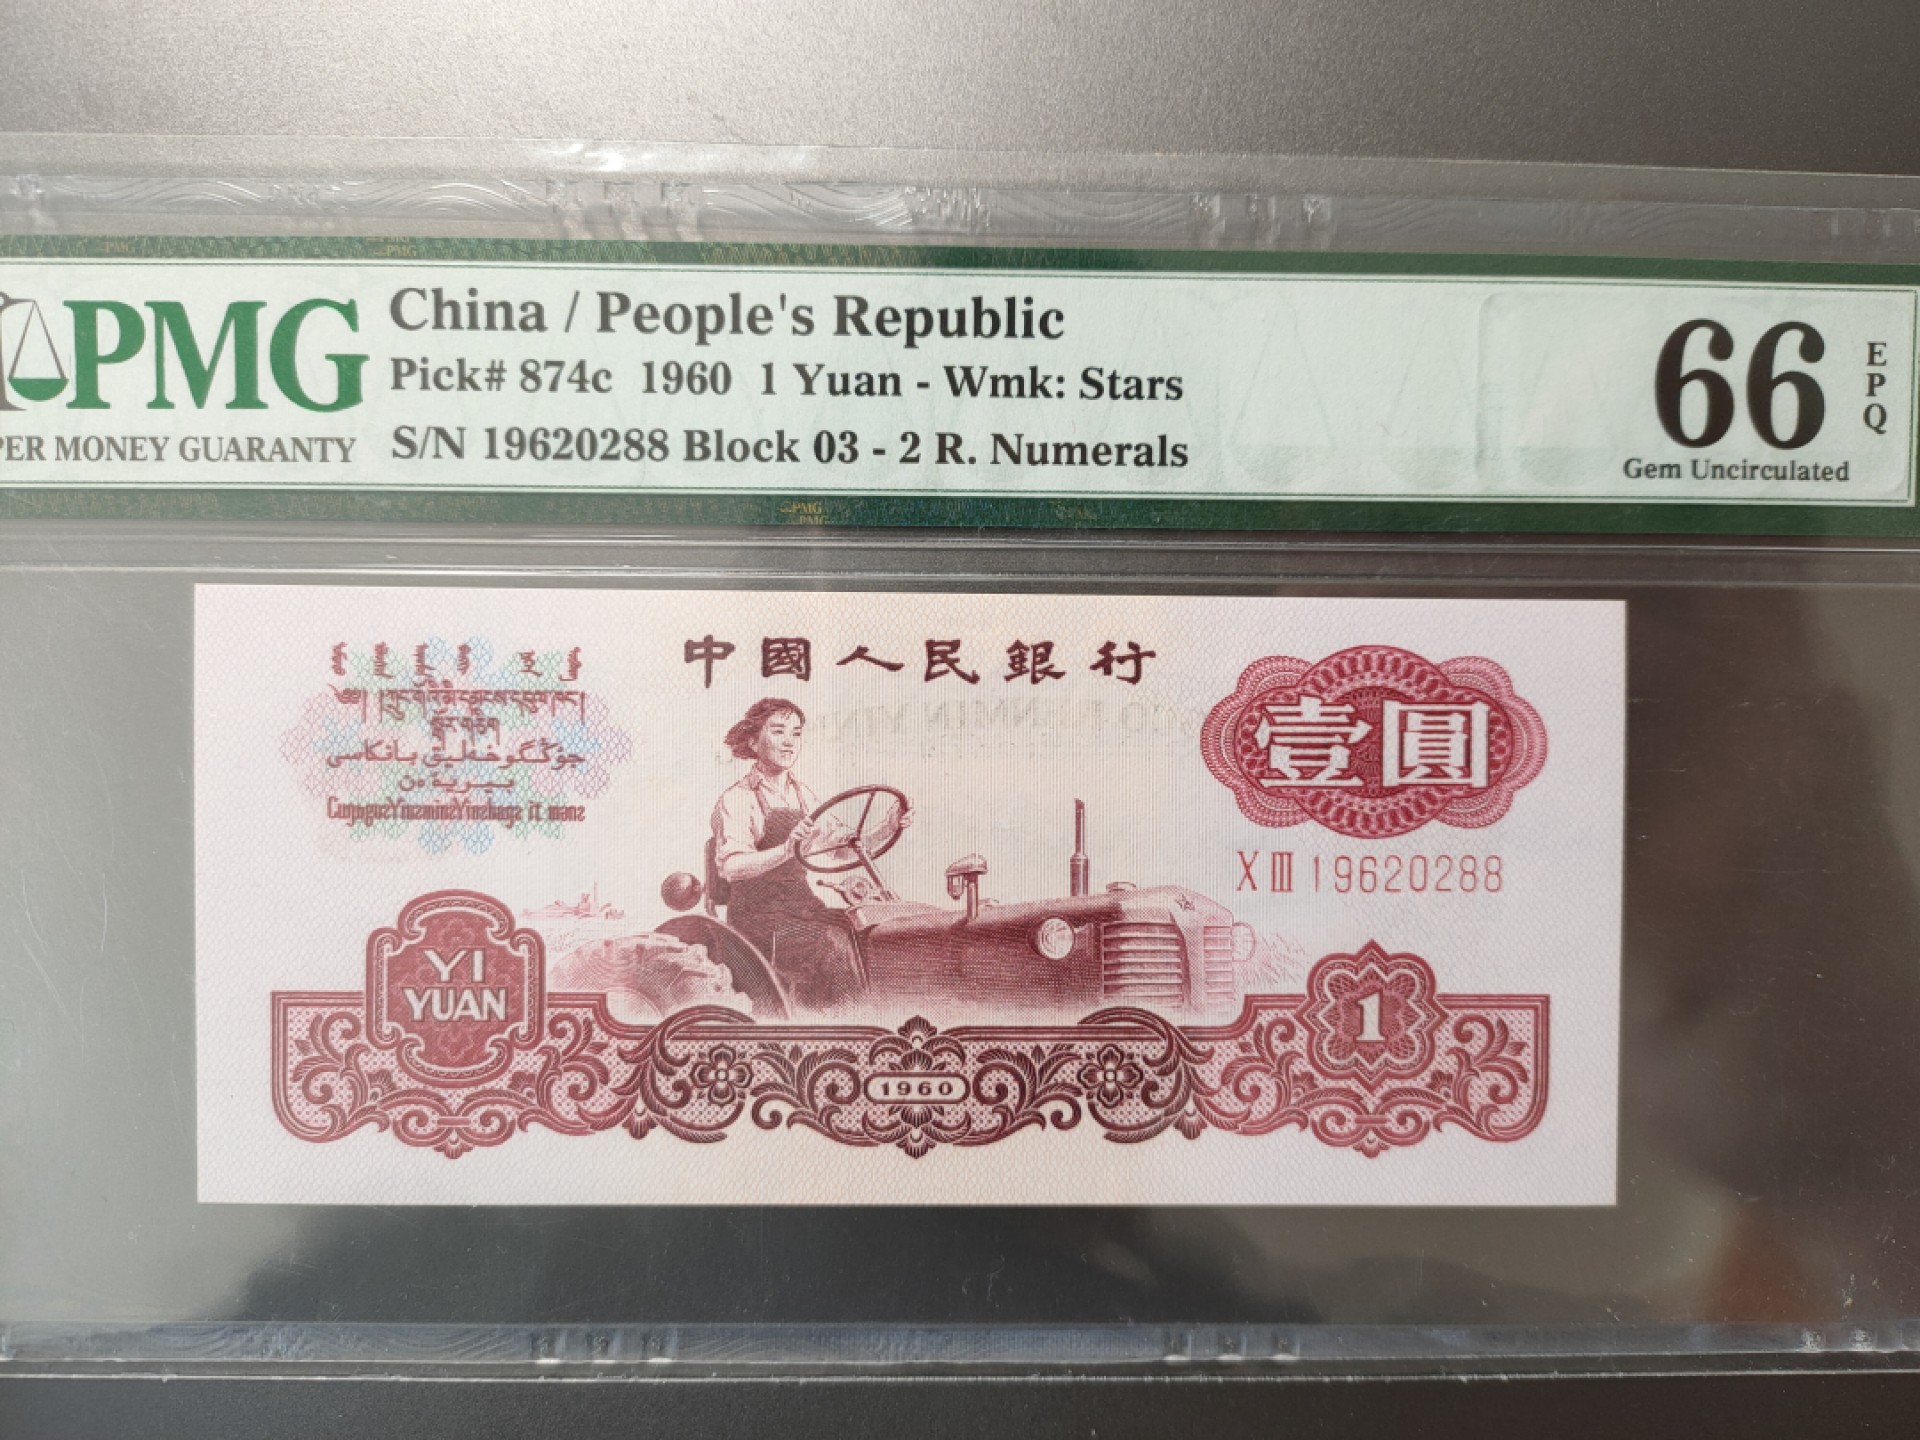 PMG
China / People's Republic
Pick# 874c 1960 1 Yuan - Wmk: Stars
S/N 19620288 Block 03 - 2 R. Numerals
PER MONEY GUARANTY
66
EPQ
Gem Uncirculated
中國人民銀行
壹圓
XIII 19620288
YI
YUAN
1960
1